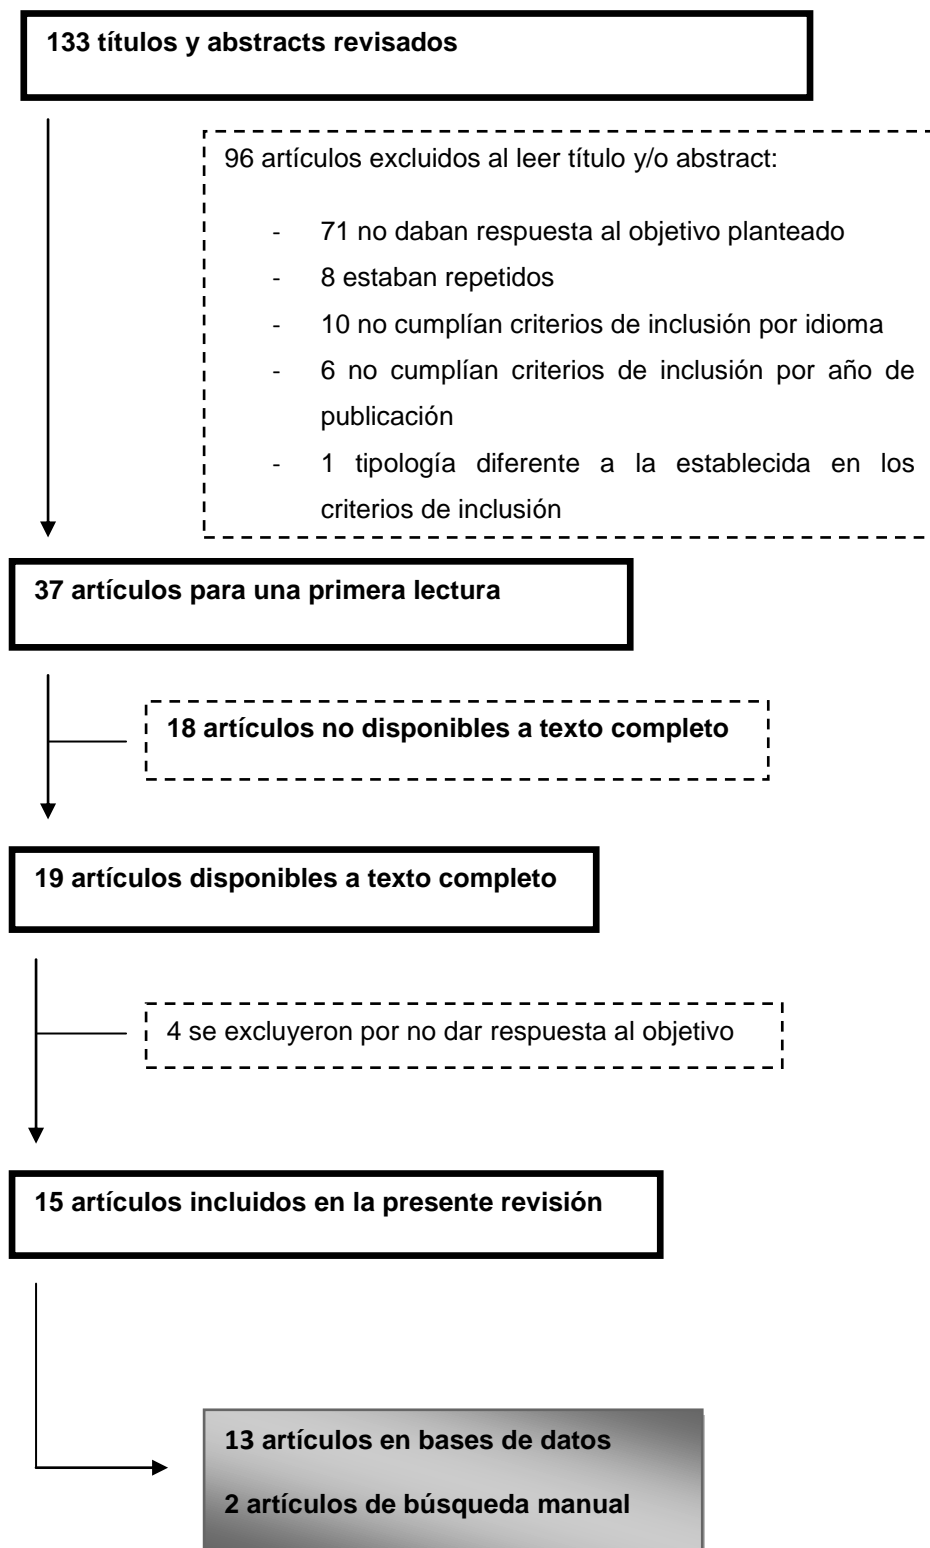 133 títulos y abstracts revisados
96 artículos excluidos al leer título y/o abstract:
- 71 no daban respuesta al objetivo planteado
- 8 estaban repetidos
- 10 no cumplían criterios de inclusión por idioma
- 6 no cumplían criterios de inclusión por año de
publicación
- 1 tipología diferente a la establecida en los
criterios de inclusión
37 artículos para una primera lectura
18 artículos no disponibles a texto completo
19 artículos disponibles a texto completo
4 se excluyeron por no dar respuesta al objetivo
15 artículos incluidos en la presente revisión
13 artículos en bases de datos
2 artículos de búsqueda manual